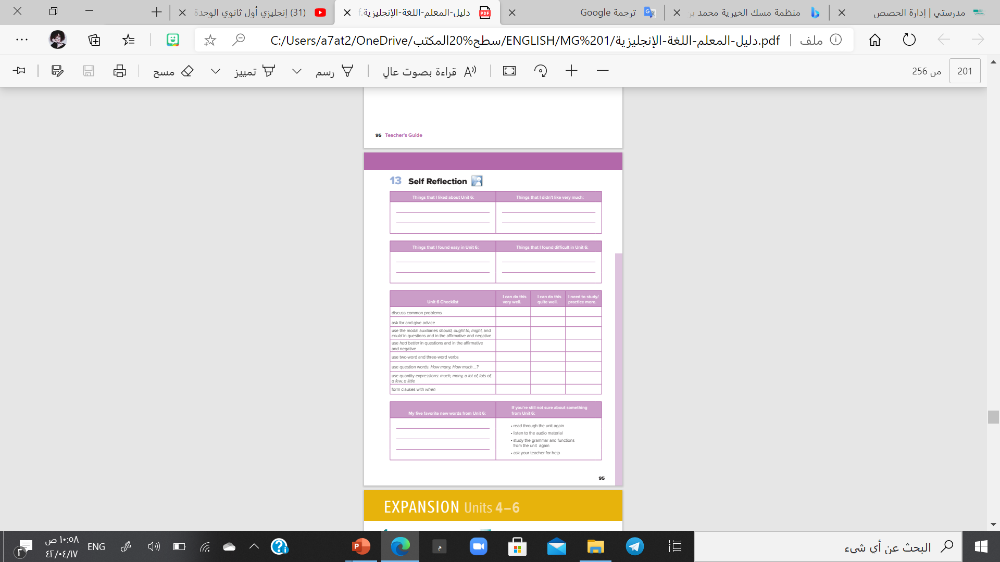 مدرستي | إدارة الحصص
منظمة مسك الخيرية محمد بن
ترجمة Google
دليل-المعلم-اللغة-الإنجليزية.f
(31) إنجليزي أول ثانوي الوحدة
ملف
C:/Users/a7at2/OneDrive/سطح%20المكتب/ENGLISH/MG%201/دليل-المعلم-اللغة-الإنجليزية.pdf
201
من 256
قراءة بصوت عالٍ
رسم
تمييز
مسح
95 Teacher's Guide
13 Self Reflection
Things that I liked about Unit 6:
Things that I didn't like very much:
Things that I found easy in Unit 6:
Things that I found difficult in Unit 6:
Unit 6 Checklist
I can do this
very well.
I can do this
quite well.
I need to study/
practice more.
discuss common problems
ask for and give advice
use the modal auxiliaries should, ought to, might, and
could in questions and in the affirmative and negative
use had better in questions and in the affirmative
and negative
use two-word and three-word verbs
use question words: How many, How much ...?
use quantity expressions: much, many, a lot of, lots of,
a few, a little
form clauses with when
My five favorite new words from Unit 6:
If you're still not sure about something
from Unit 6:
• read through the unit again
• listen to the audio material
• study the grammar and functions
from the unit again
• ask your teacher for help
95
EXPANSION Units 4–6
البحث عن أي شيء
ENG
١٠:٥٨ ص
٤٢/٠٤/١٧
٣